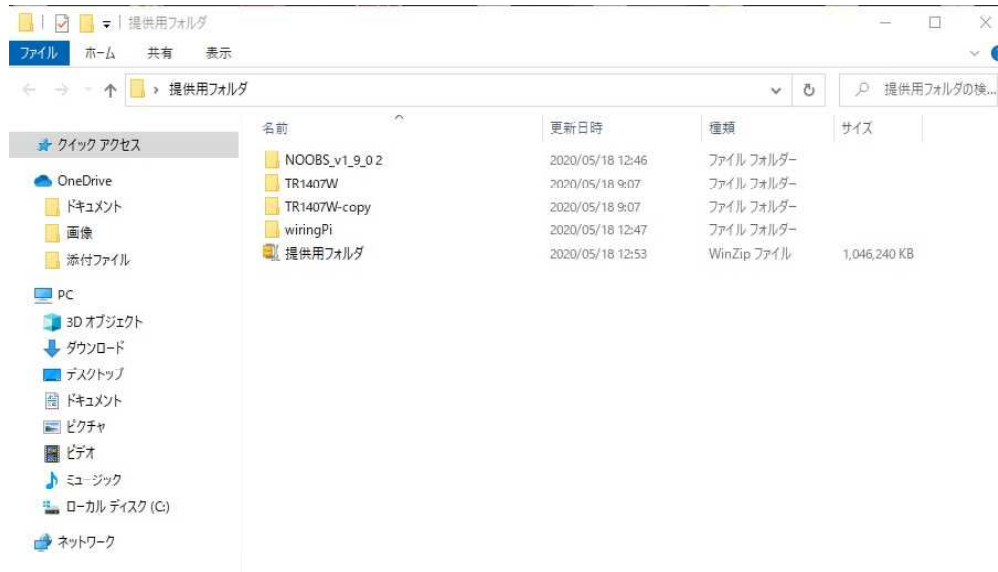 提供用フォルダ
ファイル ホーム 共有 表示
提供用フォルダ 提供用フォルダの検...
名前 更新日時 種類 サイズ
クイック アクセス
OneDrive
ドキュメント
画像
添付ファイル
PC
3D オブジェクト
ダウンロード
デスクトップ
ドキュメント
ピクチャ
ビデオ
ミュージック
ローカル ディスク (C:)
ネットワーク
NOOBS_v1_9_0 2 2020/05/18 12:46 ファイル フォルダー
TR1407W 2020/05/18 9:07 ファイル フォルダー
TR1407W-copy 2020/05/18 9:07 ファイル フォルダー
wiringPi 2020/05/18 12:47 ファイル フォルダー
提供用フォルダ 2020/05/18 12:53 WinZip ファイル 1,046,240 KB